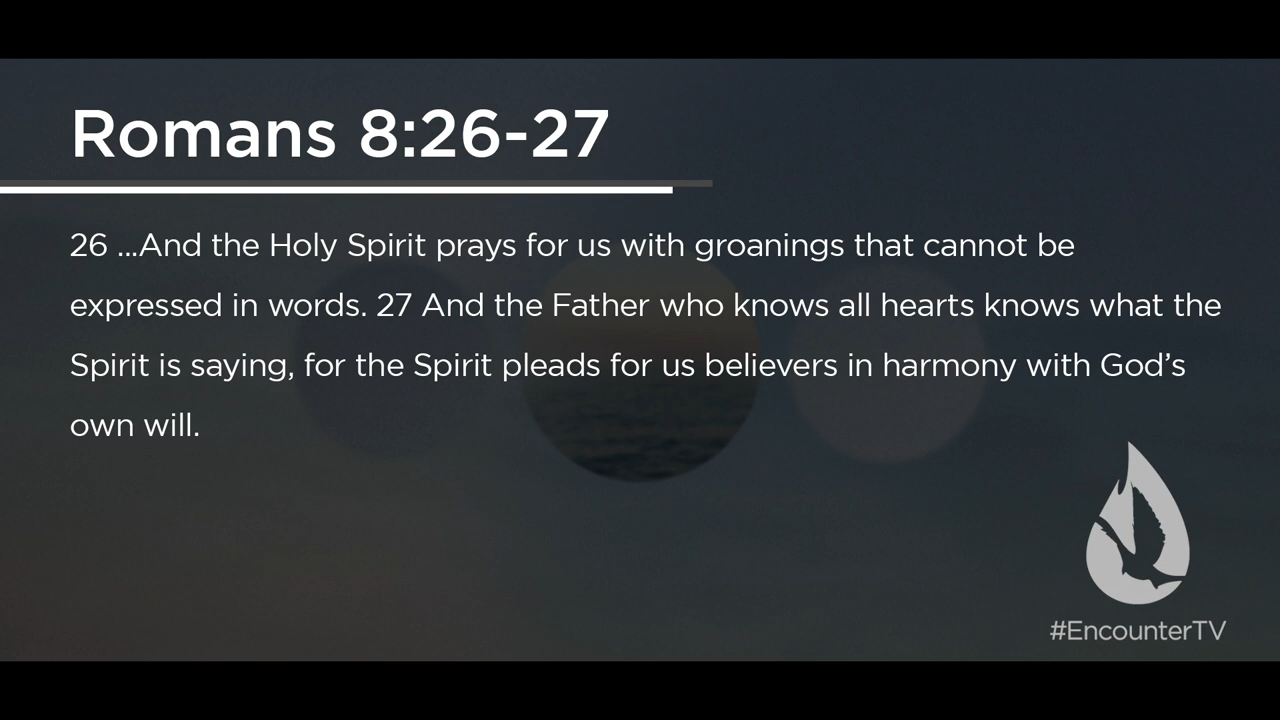 Romans 8:26-27
26 ...And the Holy Spirit prays for us with groanings that cannot be
expressed in words. 27 And the Father who knows all hearts knows what the
Spirit is saying, for the Spirit pleads for us believers in harmony with God’s
own will.
#EncounterTV